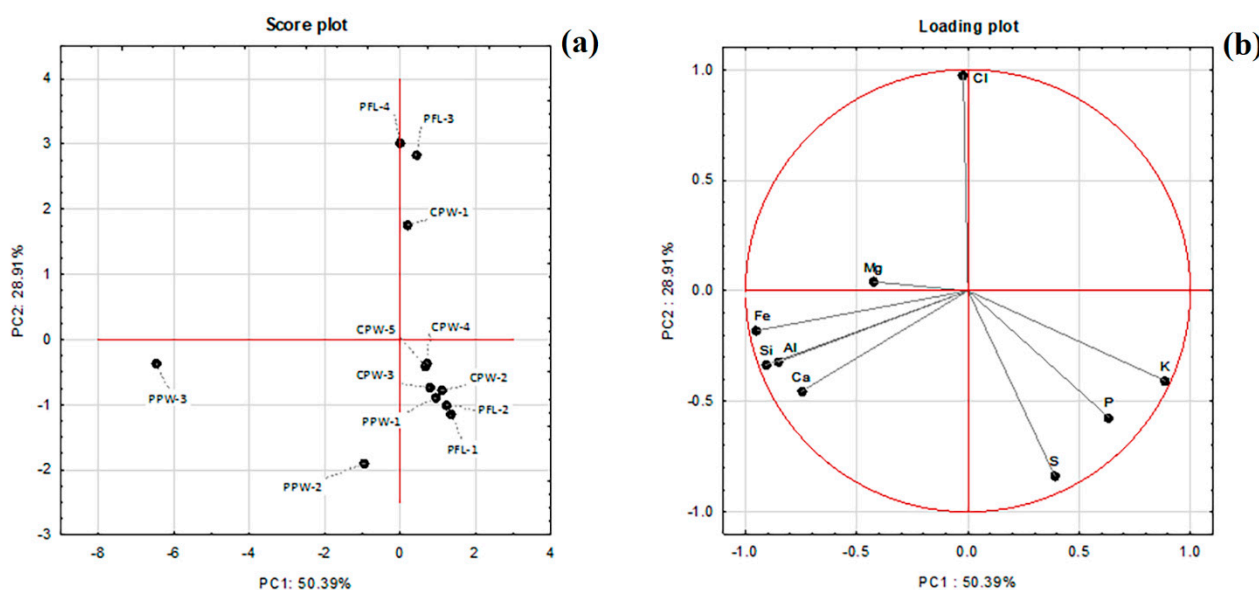 Score plot
(a)
4
3
2
1
0
-1
-2
-3
PC2: 28.91%
-8
-6
-4
-2
0
2
4
PC1: 50.39%
PFL-4
PFL-3
CPW-1
CPW-5
CPW-4
CPW-3
CPW-2
PPW-3
PPW-1
PFL-2
PFL-1
PPW-2
Loading plot
(b)
1.0
0.5
0.0
-0.5
-1.0
PC2 : 28.91%
-1.0
-0.5
0.0
0.5
1.0
PC1 : 50.39%
Cl
Mg
Fe
Si
Al
Ca
K
P
S